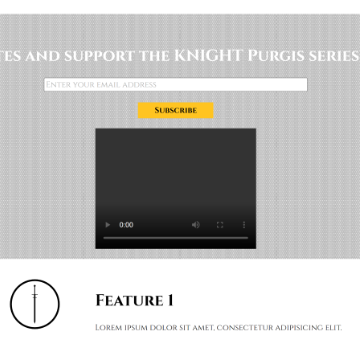 TES AND SUPPORT THE KNIGHT PURGIS SERIES
ENTER YOUR EMAIL ADDRESS
SUBSCRIBE
0:00
FEATURE 1
LOREM IPSUM DOLOR SIT AMET, CONSECTETUR ADIPISICING ELIT.